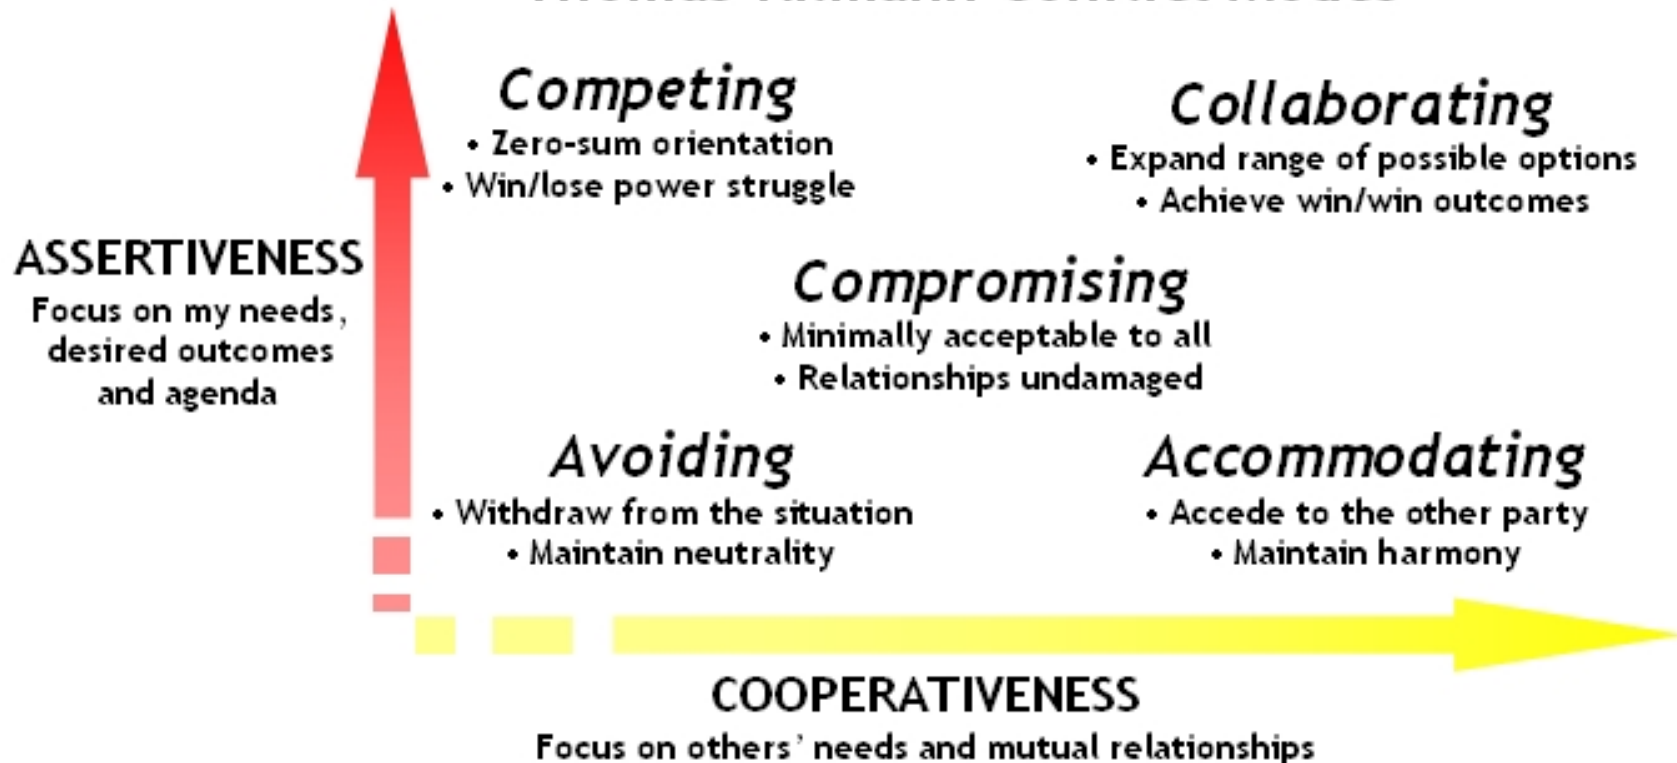 Competing
• Zero-sum orientation
• Win/lose power struggle
Collaborating
• Expand range of possible options
• Achieve win/win outcomes
ASSERTIVENESS
Focus on my needs,
desired outcomes
and agenda
Compromising
• Minimally acceptable to all
• Relationships undamaged
Avoiding
• Withdraw from the situation
• Maintain neutrality
Accommodating
• Accede to the other party
• Maintain harmony
COOPERATIVENESS
Focus on others' needs and mutual relationships